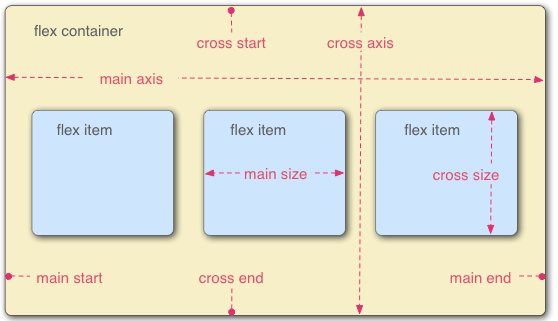 flex container
cross start
cross axis
main axis
flex item
flex item
flex item
main size
cross size
main start
cross end
main end